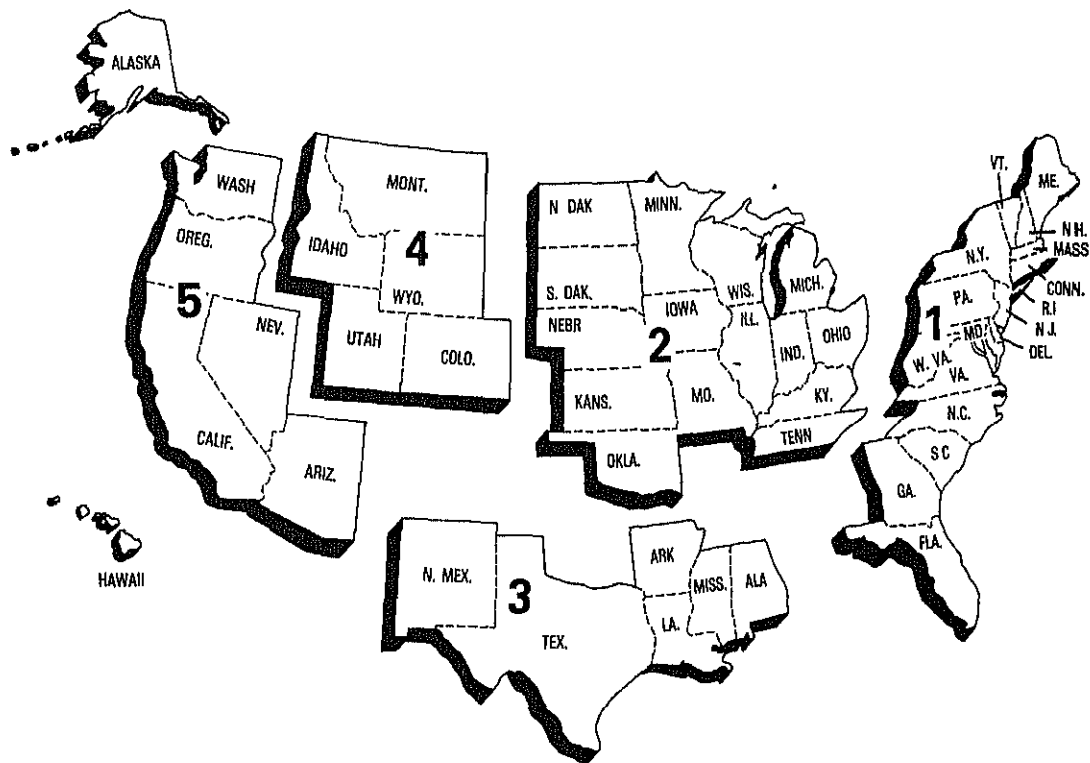 ALASKA
WASH
OREG.
5
NEV.
CALIF.
ARIZ.
HAWAII
MONT.
IDAHO
4
WYO.
UTAH
COLO.
N DAK
MINN.
S. DAK.
WIS.
MICH.
NEBR
IOWA
2
ILL.
IND.
OHIO
KANS.
MO.
KY.
TENN
OKLA.
N. MEX.
3
TEX.
ARK
LA.
MISS.
ALA
VT.
ME.
N H.
MASS
N.Y.
CONN.
R.I
PA.
1
N J.
MD.
DEL
W. VA.
VA.
N.C.
S C
GA.
FLA.